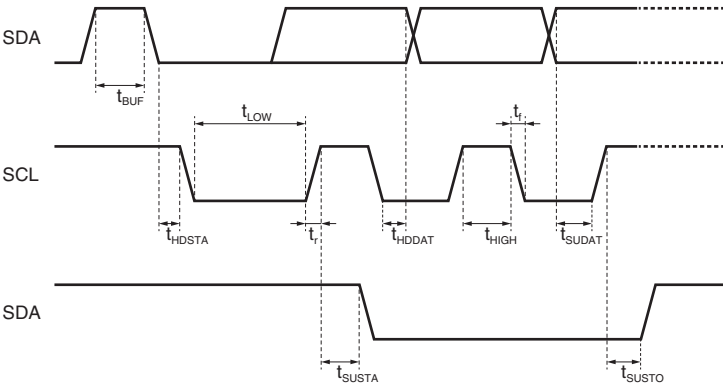 SDA
tBUF
tLOW
tf
SCL
tHDSTA
tr
tHDDAT
tHIGH
tSUDAT
SDA
tSUSTA
tSUSTO